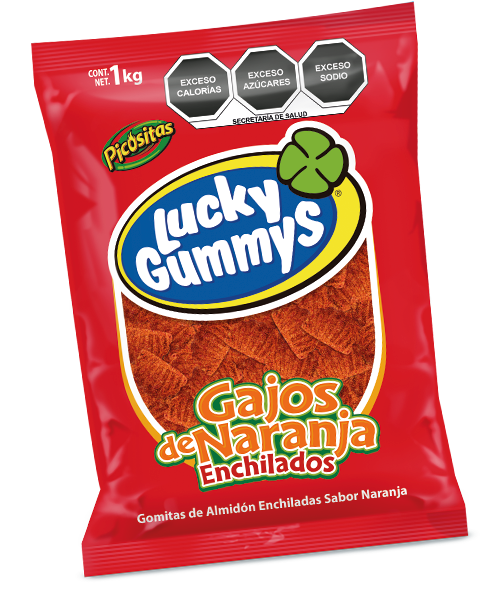 CONT.
NET. 1kg
EXCESO
CALORÍAS
EXCESO
AZÚCARES
EXCESO
SODIO
SECRETARÍA DE SALUD
Picositas
Lucky
Gummys®
Gajos
de Naranja
Enchilados
Gomitas de Almidón Enchiladas Sabor Naranja